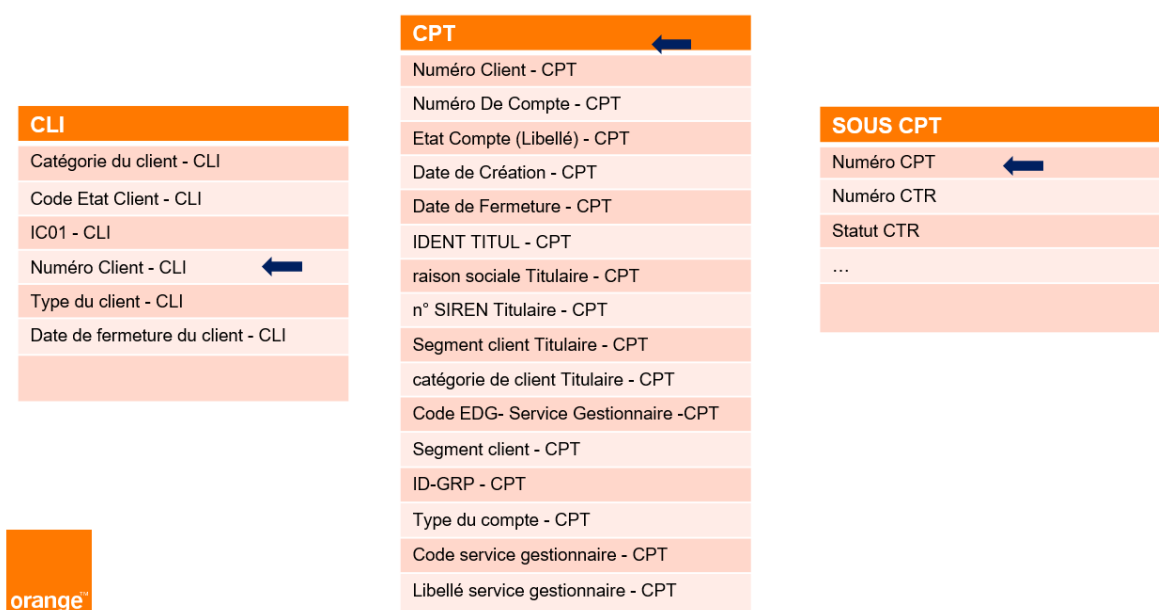 CLI
Catégorie du client - CLI
Code Etat Client - CLI
IC01 - CLI
Numéro Client - CLI
Type du client - CLI
Date de fermeture du client - CLI
CPT
Numéro Client - CPT
Numéro De Compte - CPT
Etat Compte (Libellé) - CPT
Date de Création - CPT
Date de Fermeture - CPT
IDENT TITUL - CPT
raison sociale Titulaire - CPT
n° SIREN Titulaire - CPT
Segment client Titulaire - CPT
catégorie de client Titulaire - CPT
Code EDG- Service Gestionnaire -CPT
Segment client - CPT
ID-GRP - CPT
Type du compte - CPT
Code service gestionnaire - CPT
Libellé service gestionnaire - CPT
SOUS CPT
Numéro CPT
Numéro CTR
Statut CTR
…
orange™